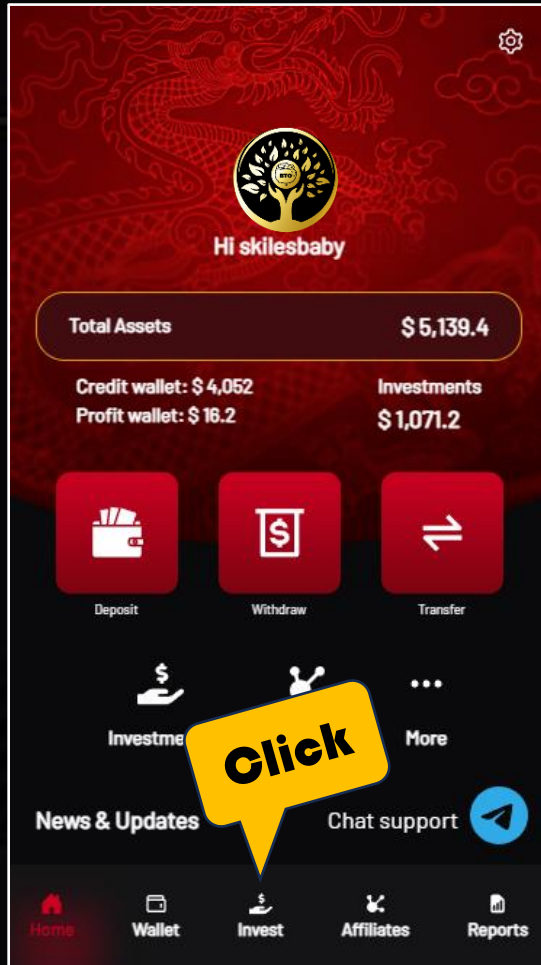 BTO
Hi skilesbaby
Total Assets $ 5,139.4
Credit wallet: $ 4,052 Investments
Profit wallet: $ 16.2 $ 1,071.2
Deposit Withdraw Transfer
More
Click
News & Updates Chat support
Home Wallet Invest Affiliates Reports